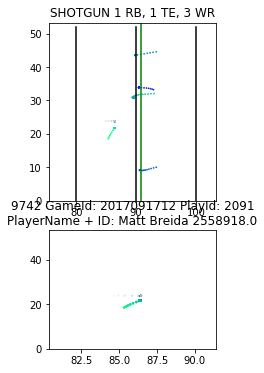 SHOTGUN 1 RB, 1 TE, 3 WR
50
40
30
20
10
0
80 90 100
9742 GameId: 2017091712 PlayId: 2091
PlayerName + ID: Matt Breida 2558918.0
40
20
0
82.5 85.0 87.5 90.0